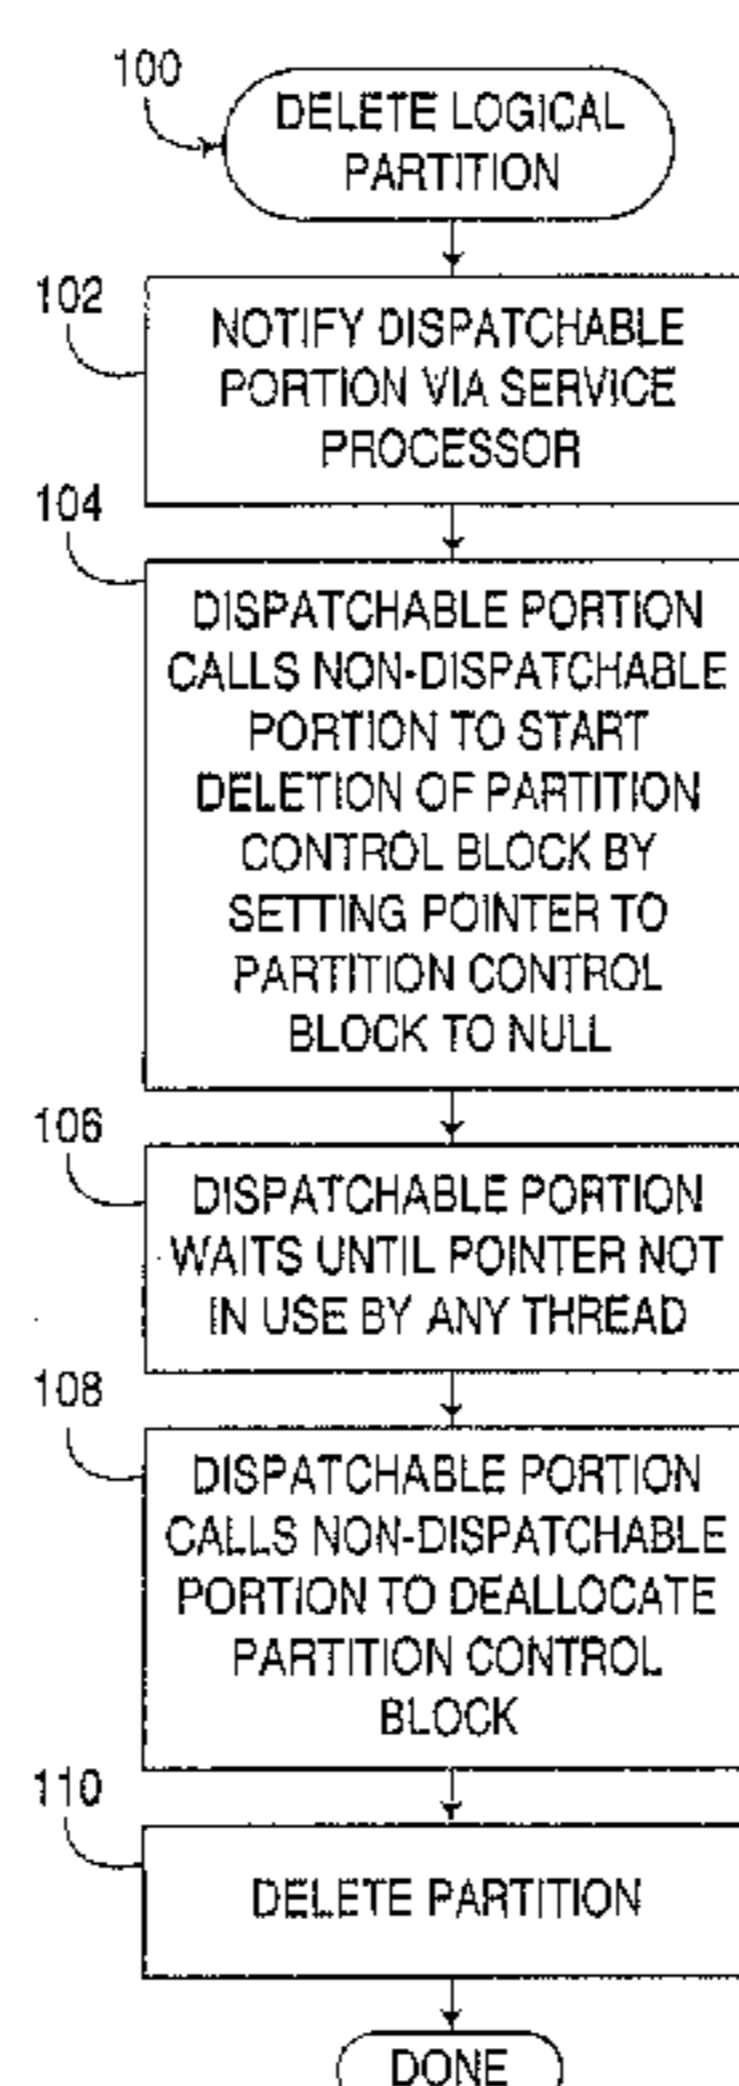 100
DELETE LOGICAL
PARTITION
102
NOTIFY DISPATCHABLE
PORTION VIA SERVICE
PROCESSOR
104
DISPATCHABLE PORTION
CALLS NON-DISPATCHABLE
PORTION TO START
DELETION OF PARTITION
CONTROL BLOCK BY
SETTING POINTER TO
PARTITION CONTROL
BLOCK TO NULL
106
DISPATCHABLE PORTION
WAITS UNTIL POINTER NOT
IN USE BY ANY THREAD
108
DISPATCHABLE PORTION
CALLS NON-DISPATCHABLE
PORTION TO DEALLOCATE
PARTITION CONTROL
BLOCK
110
DELETE PARTITION
DONE